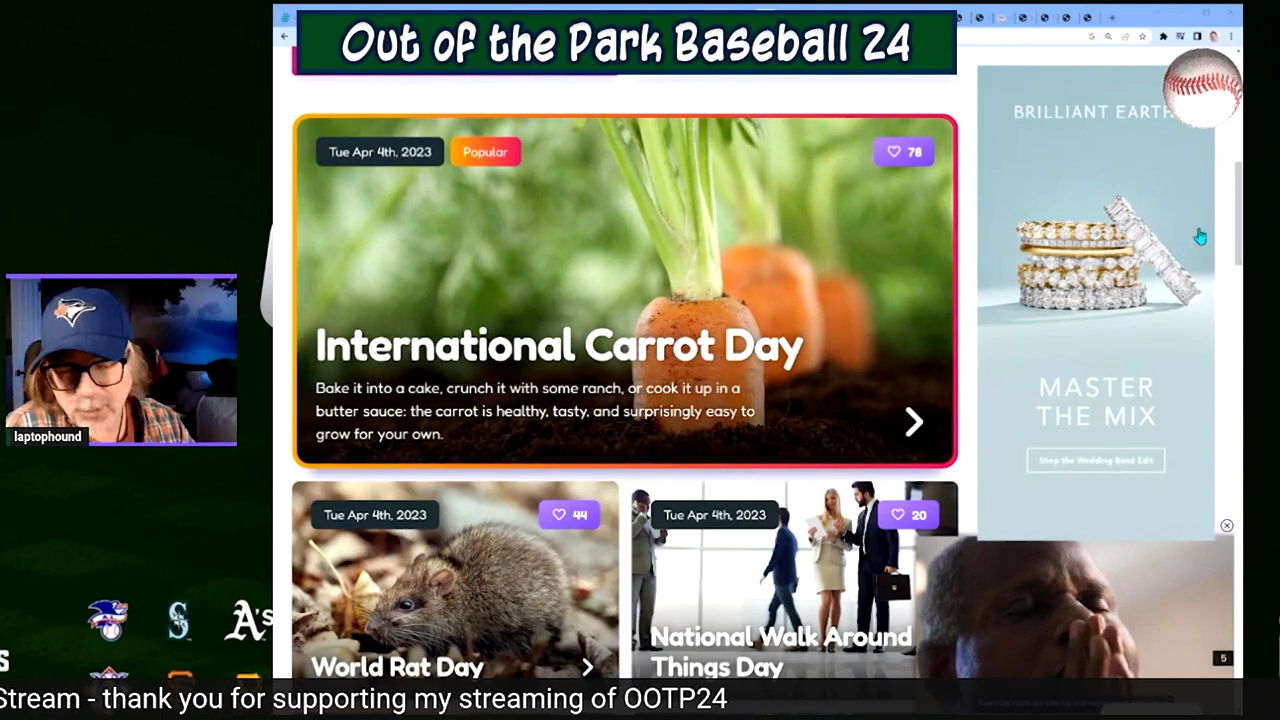 Out of the Park Baseball 24
BRILLIANT EARTH
Tue Apr 4th, 2023
Popular
78
International Carrot Day
Bake it into a cake, crunch it with some ranch, or cook it up in a
butter sauce: the carrot is healthy, tasty, and surprisingly easy to
grow for your own.
MASTER
THE MIX
Shop the Wedding Band Edit
laptophound
Tue Apr 4th, 2023
44
World Rat Day
Tue Apr 4th, 2023
20
National Walk Around
Things Day
5
S
A's
s
Stream - thank you for supporting my streaming of OOTP24